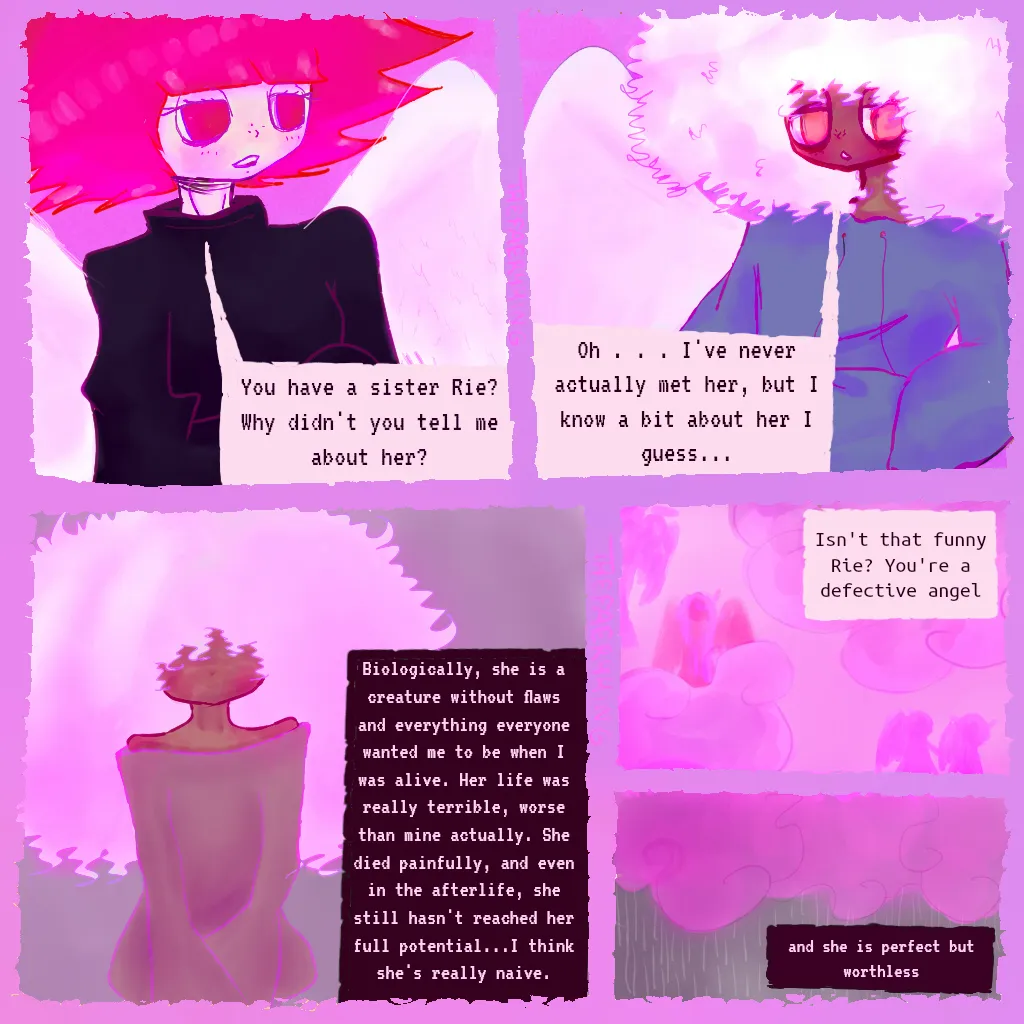 You have a sister Rie?
Why didn't you tell me
about her?
Oh . . . I've never
actually met her, but I
know a bit about her I
guess...
Biologically, she is a
creature without flaws
and everything everyone
wanted me to be when I
was alive. Her life was
really terrible, worse
than mine actually. She
died painfully, and even
in the afterlife, she
still hasn't reached her
full potential...I think
she's really naive.
Isn't that funny
Rie? You're a
defective angel
and she is perfect but
worthless